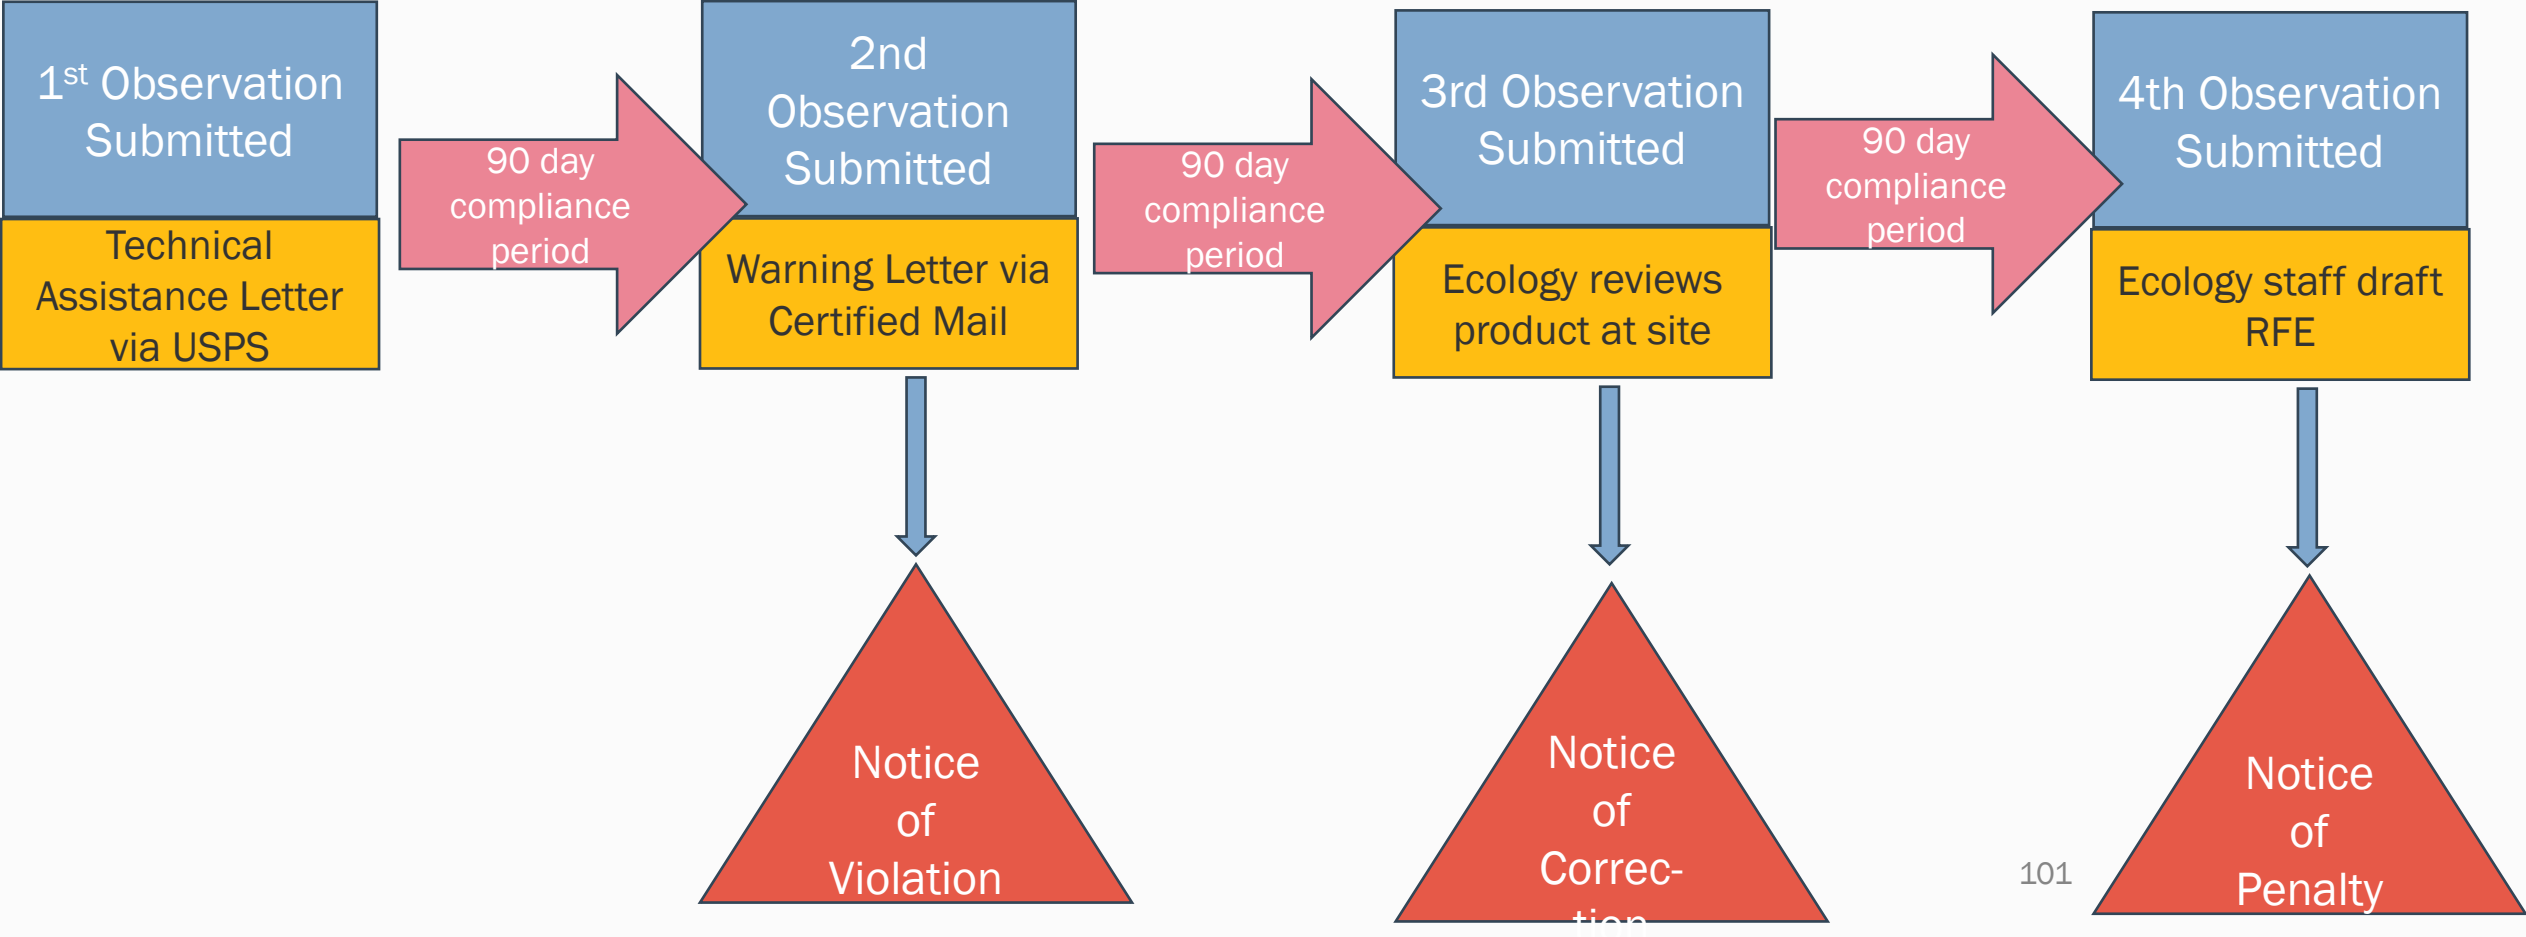 1st Observation
Submitted
Technical
Assistance Letter
via USPS
90 day
compliance
period
2nd
Observation
Submitted
Warning Letter via
Certified Mail
90 day
compliance
period
3rd Observation
Submitted
Ecology reviews
product at site
90 day
compliance
period
4th Observation
Submitted
Ecology staff draft
RFE
Notice
of
Violation
Notice
of
Correc-
tion
Notice
of
Penalty
101